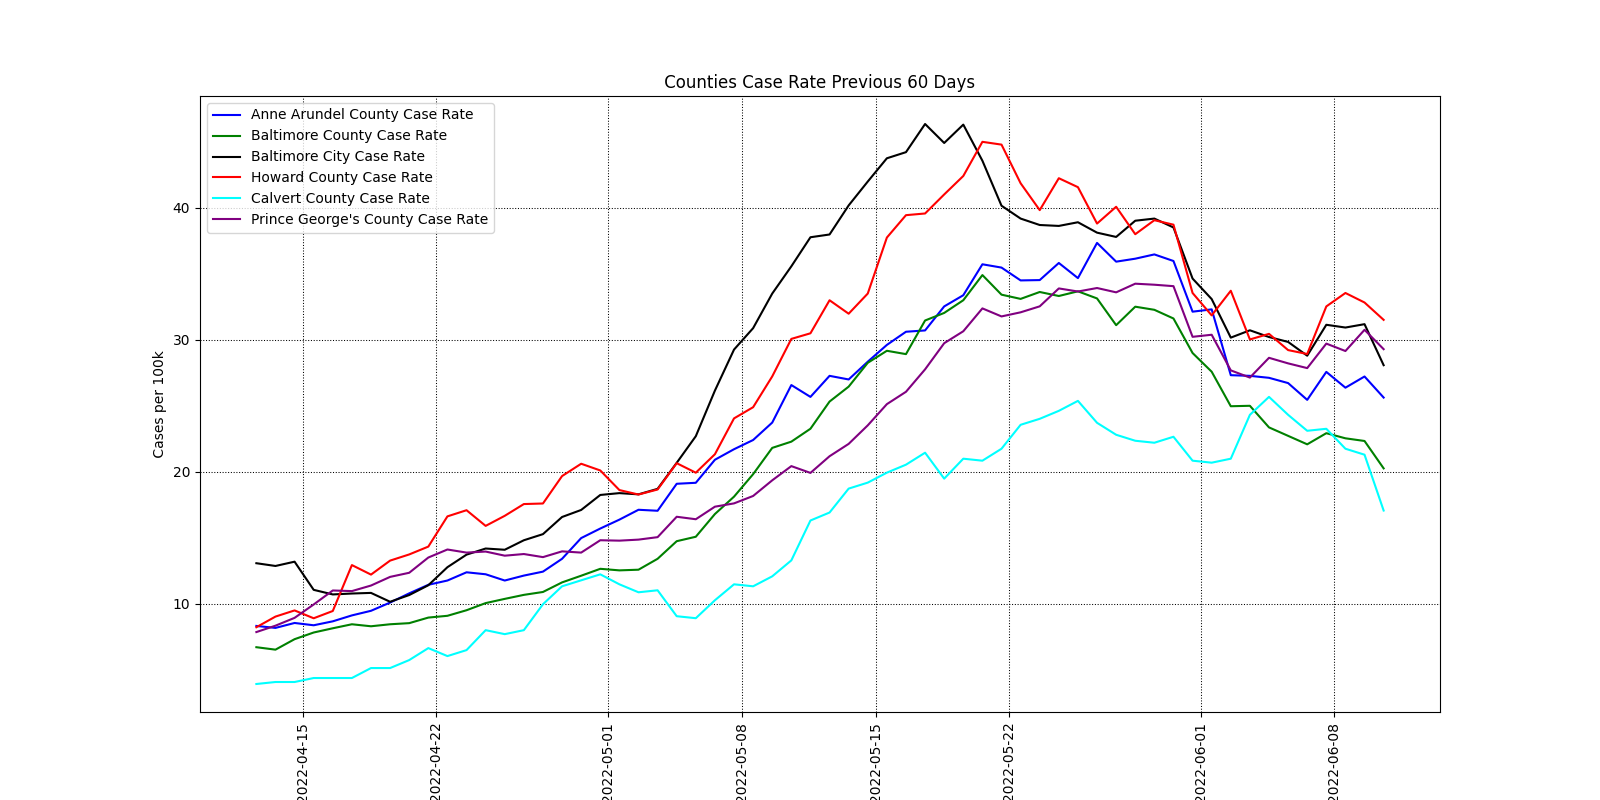 Counties Case Rate Previous 60 Days
Anne Arundel County Case Rate
Baltimore County Case Rate
Baltimore City Case Rate
Howard County Case Rate
Calvert County Case Rate
Prince George's County Case Rate
Cases per 100k
40
30
20
10
2022-04-15
2022-04-22
2022-05-01
2022-05-08
2022-05-15
2022-05-22
2022-06-01
2022-06-08